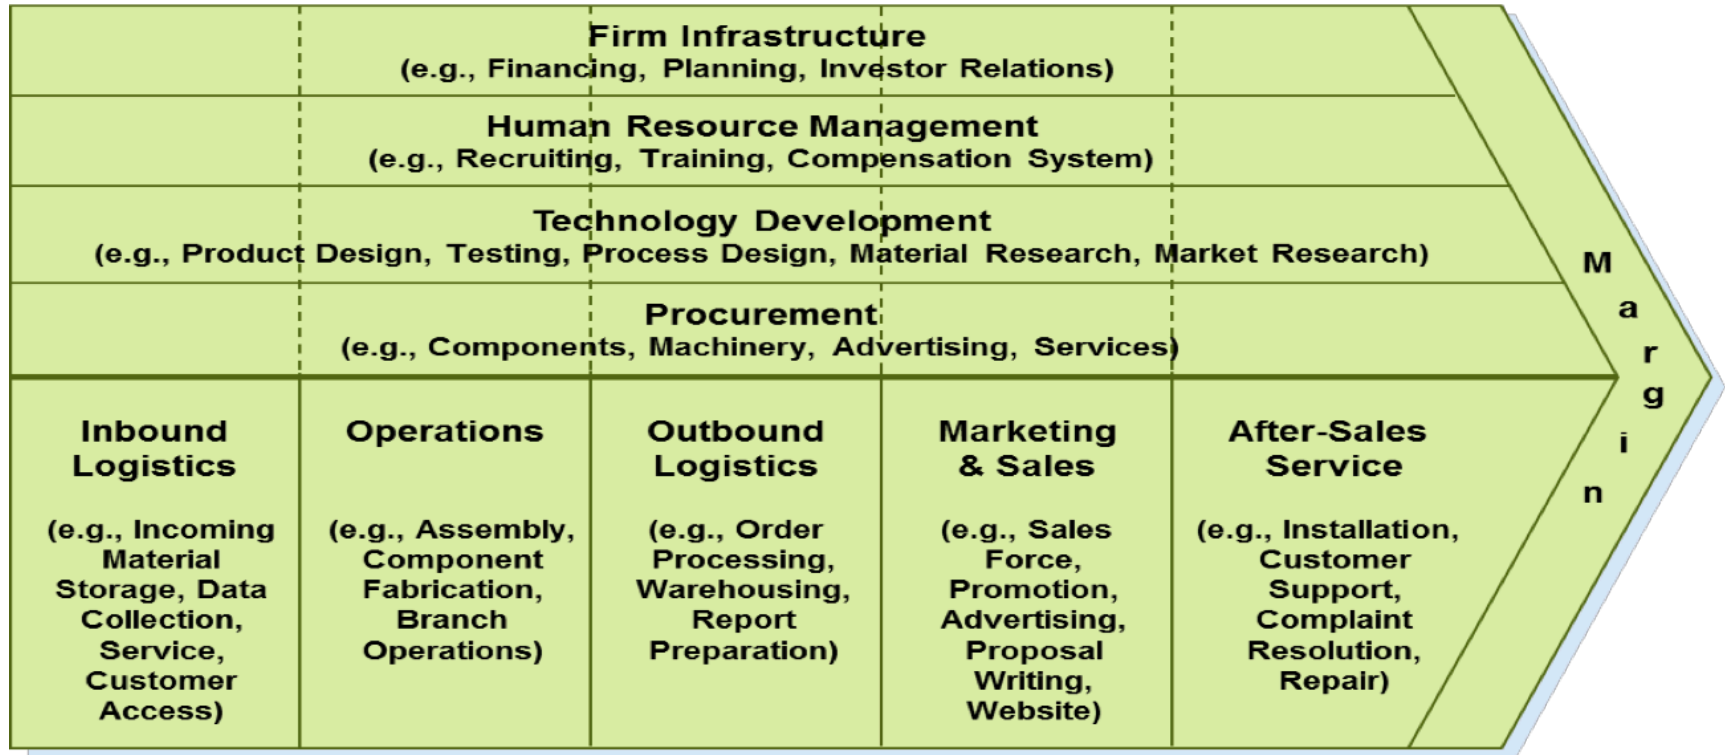 Firm Infrastructure
(e.g., Financing, Planning, Investor Relations)
Human Resource Management
(e.g., Recruiting, Training, Compensation System)
Technology Development
(e.g., Product Design, Testing, Process Design, Material Research, Market Research)
Procurement
(e.g., Components, Machinery, Advertising, Services)
Inbound
Logistics
(e.g., Incoming
Material
Storage, Data
Collection,
Service,
Customer
Access)
Operations
(e.g., Assembly,
Component
Fabrication,
Branch
Operations)
Outbound
Logistics
(e.g., Order
Processing,
Warehousing,
Report
Preparation)
Marketing
& Sales
(e.g., Sales
Force,
Promotion,
Advertising,
Proposal
Writing,
Website)
After-Sales
Service
(e.g., Installation,
Customer
Support,
Complaint
Resolution,
Repair)
Margin